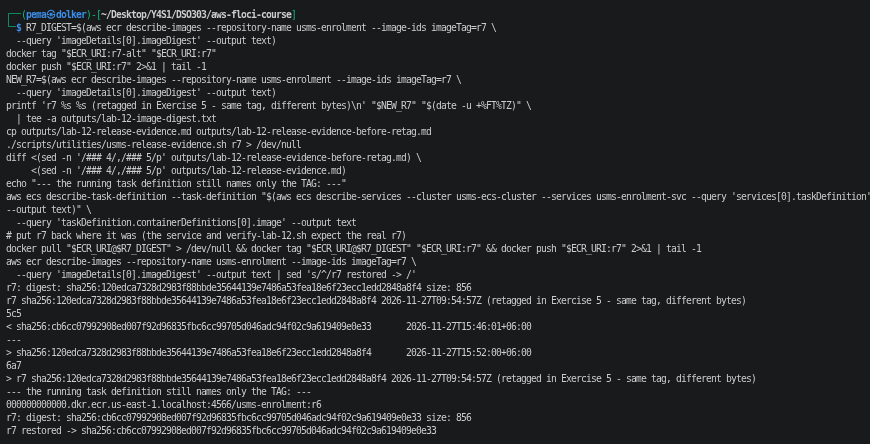 ┌──(pema㉿dolker)-[~/Desktop/Y4S1/DSO303/aws-floci-course]
└─$ R7_DIGEST=$(aws ecr describe-images --repository-name usms-enrolment --image-ids imageTag=r7 \
  --query 'imageDetails[0].imageDigest' --output text)
docker tag "$ECR_URI:r7-alt" "$ECR_URI:r7"
docker push "$ECR_URI:r7" 2>&1 | tail -1
NEW_R7=$(aws ecr describe-images --repository-name usms-enrolment --image-ids imageTag=r7 \
  --query 'imageDetails[0].imageDigest' --output text)
printf 'r7 %s %s (retagged in Exercise 5 - same tag, different bytes)\n' "$NEW_R7" "$(date -u +%FT%TZ)" \
  | tee -a outputs/lab-12-image-digest.txt
cp outputs/lab-12-release-evidence.md outputs/lab-12-release-evidence-before-retag.md
./scripts/utilities/usms-release-evidence.sh r7 > /dev/null
diff <(sed -n '/### 4/,/### 5/p' outputs/lab-12-release-evidence-before-retag.md) \
     <(sed -n '/### 4/,/### 5/p' outputs/lab-12-release-evidence.md)
echo "--- the running task definition still names only the TAG: ---"
aws ecs describe-task-definition --task-definition "$(aws ecs describe-services --cluster usms-ecs-cluster --services usms-enrolment-svc --query 'services[0].taskDefinition'
--output text)" \
  --query 'taskDefinition.containerDefinitions[0].image' --output text
# put r7 back where it was (the service and verify-lab-12.sh expect the real r7)
docker pull "$ECR_URI@$R7_DIGEST" > /dev/null && docker tag "$ECR_URI@$R7_DIGEST" "$ECR_URI:r7" && docker push "$ECR_URI:r7" 2>&1 | tail -1
aws ecr describe-images --repository-name usms-enrolment --image-ids imageTag=r7 \
  --query 'imageDetails[0].imageDigest' --output text | sed 's/^/r7 restored -> /'
r7: digest: sha256:120edca7328d2983f88bbde35644139e7486a53fea18e6f23ecc1edd2848a8f4 size: 856
r7 sha256:120edca7328d2983f88bbde35644139e7486a53fea18e6f23ecc1edd2848a8f4 2026-11-27T09:54:57Z (retagged in Exercise 5 - same tag, different bytes)
5c5
< sha256:cb6cc07992908ed007f92d96835fbc6cc99705d046adc94f02c9a619409e0e33       2026-11-27T15:46:01+06:00
---
> sha256:120edca7328d2983f88bbde35644139e7486a53fea18e6f23ecc1edd2848a8f4       2026-11-27T15:52:00+06:00
6a7
> r7 sha256:120edca7328d2983f88bbde35644139e7486a53fea18e6f23ecc1edd2848a8f4 2026-11-27T09:54:57Z (retagged in Exercise 5 - same tag, different bytes)
--- the running task definition still names only the TAG: ---
000000000000.dkr.ecr.us-east-1.localhost:4566/usms-enrolment:r6
r7: digest: sha256:cb6cc07992908ed007f92d96835fbc6cc99705d046adc94f02c9a619409e0e33 size: 856
r7 restored -> sha256:cb6cc07992908ed007f92d96835fbc6cc99705d046adc94f02c9a619409e0e33